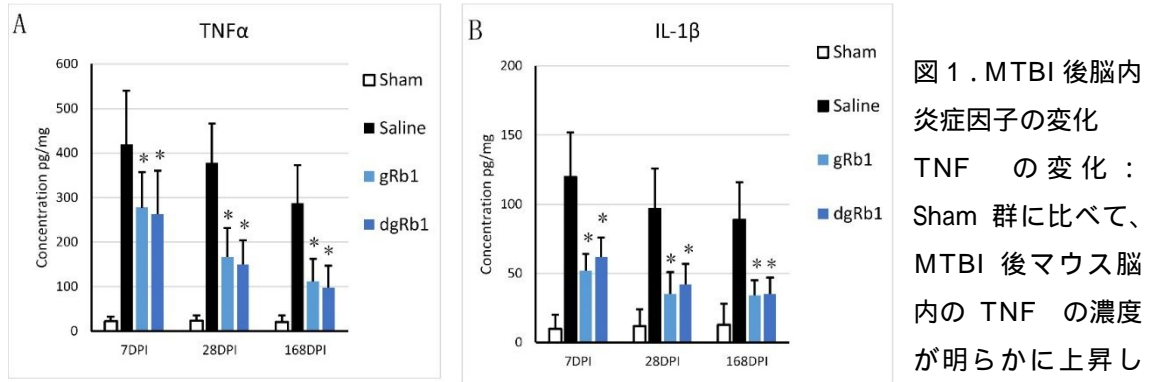 A
TNFα
600
500
400
300
200
100
0
Concentration pg/mg
* *
* *
* *
7DPI 28DPI 168DPI
Sham
Saline
gRb1
dgRb1
B
IL-1β
200
150
100
50
0
Concentration pg/mg
* *
* *
* *
7DPI 28DPI 168DPI
Sham
Saline
gRb1
dgRb1
図 1 . MTBI 後脳内
炎症因子の変化
TNF の変化 :
Sham 群に比べて、
MTBI 後マウス脳
内の TNF の濃度
が明らかに上昇し